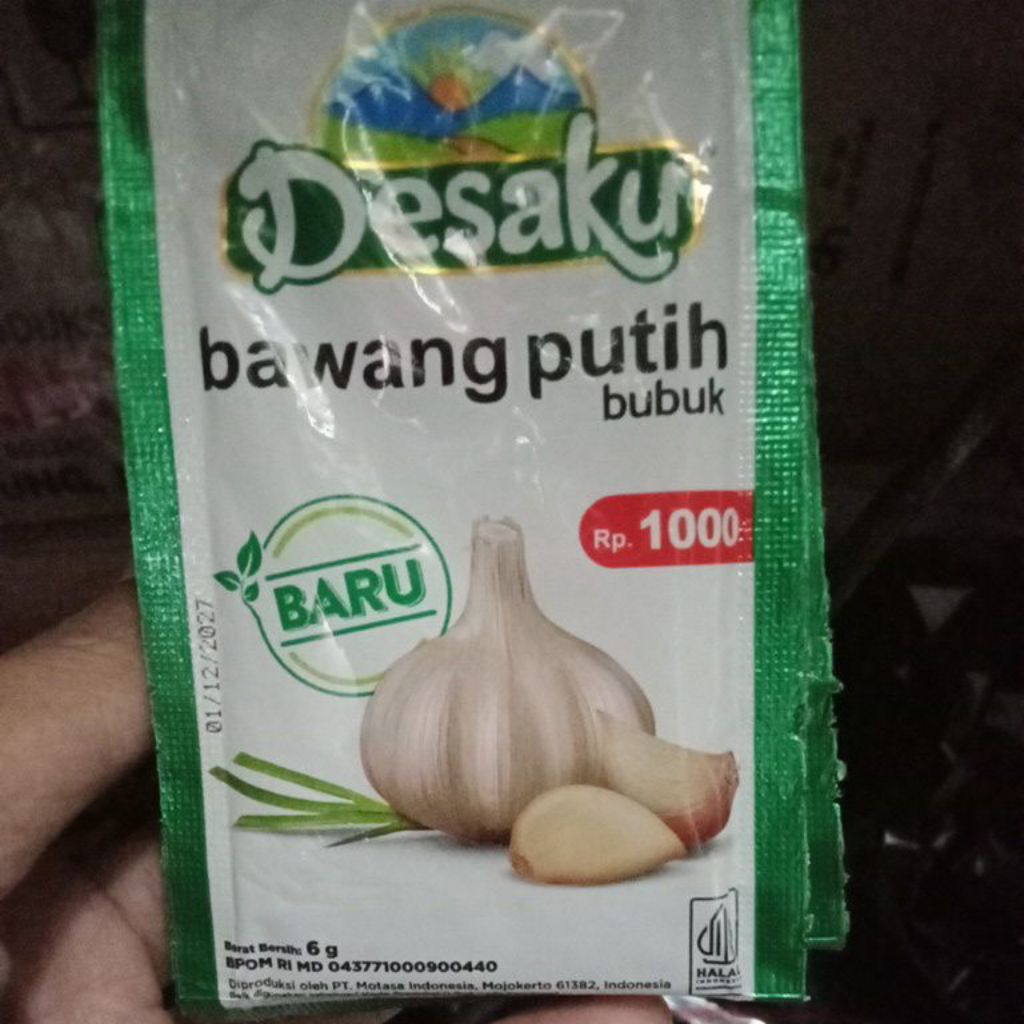 Desaku
bawang putih
bubuk
Rp. 1000
BARU
01/12/2027
Berat Bersih: 6 g
BPOM RI MD 043771000900440
HALAL
INDONESIA
Diproduksi oleh PT. Motasa Indonesia, Mojokerto 61382, Indonesia